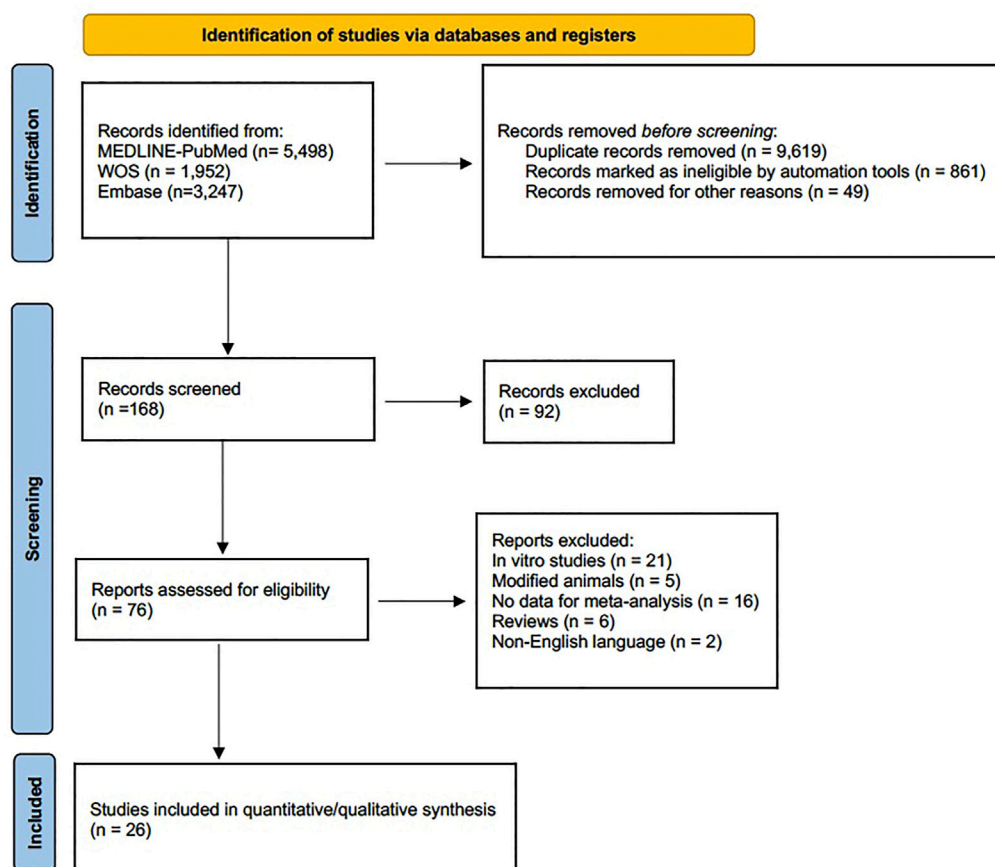 Identification of studies via databases and registers
Identification
Records identified from:
MEDLINE-PubMed (n= 5,498)
WOS (n = 1,952)
Embase (n=3,247)
Records removed before screening:
Duplicate records removed (n = 9,619)
Records marked as ineligible by automation tools (n = 861)
Records removed for other reasons (n = 49)
Screening
Records screened
(n =168)
Records excluded
(n = 92)
Reports assessed for eligibility
(n = 76)
Reports excluded:
In vitro studies (n = 21)
Modified animals (n = 5)
No data for meta-analysis (n = 16)
Reviews (n = 6)
Non-English language (n = 2)
Included
Studies included in quantitative/qualitative synthesis
(n = 26)